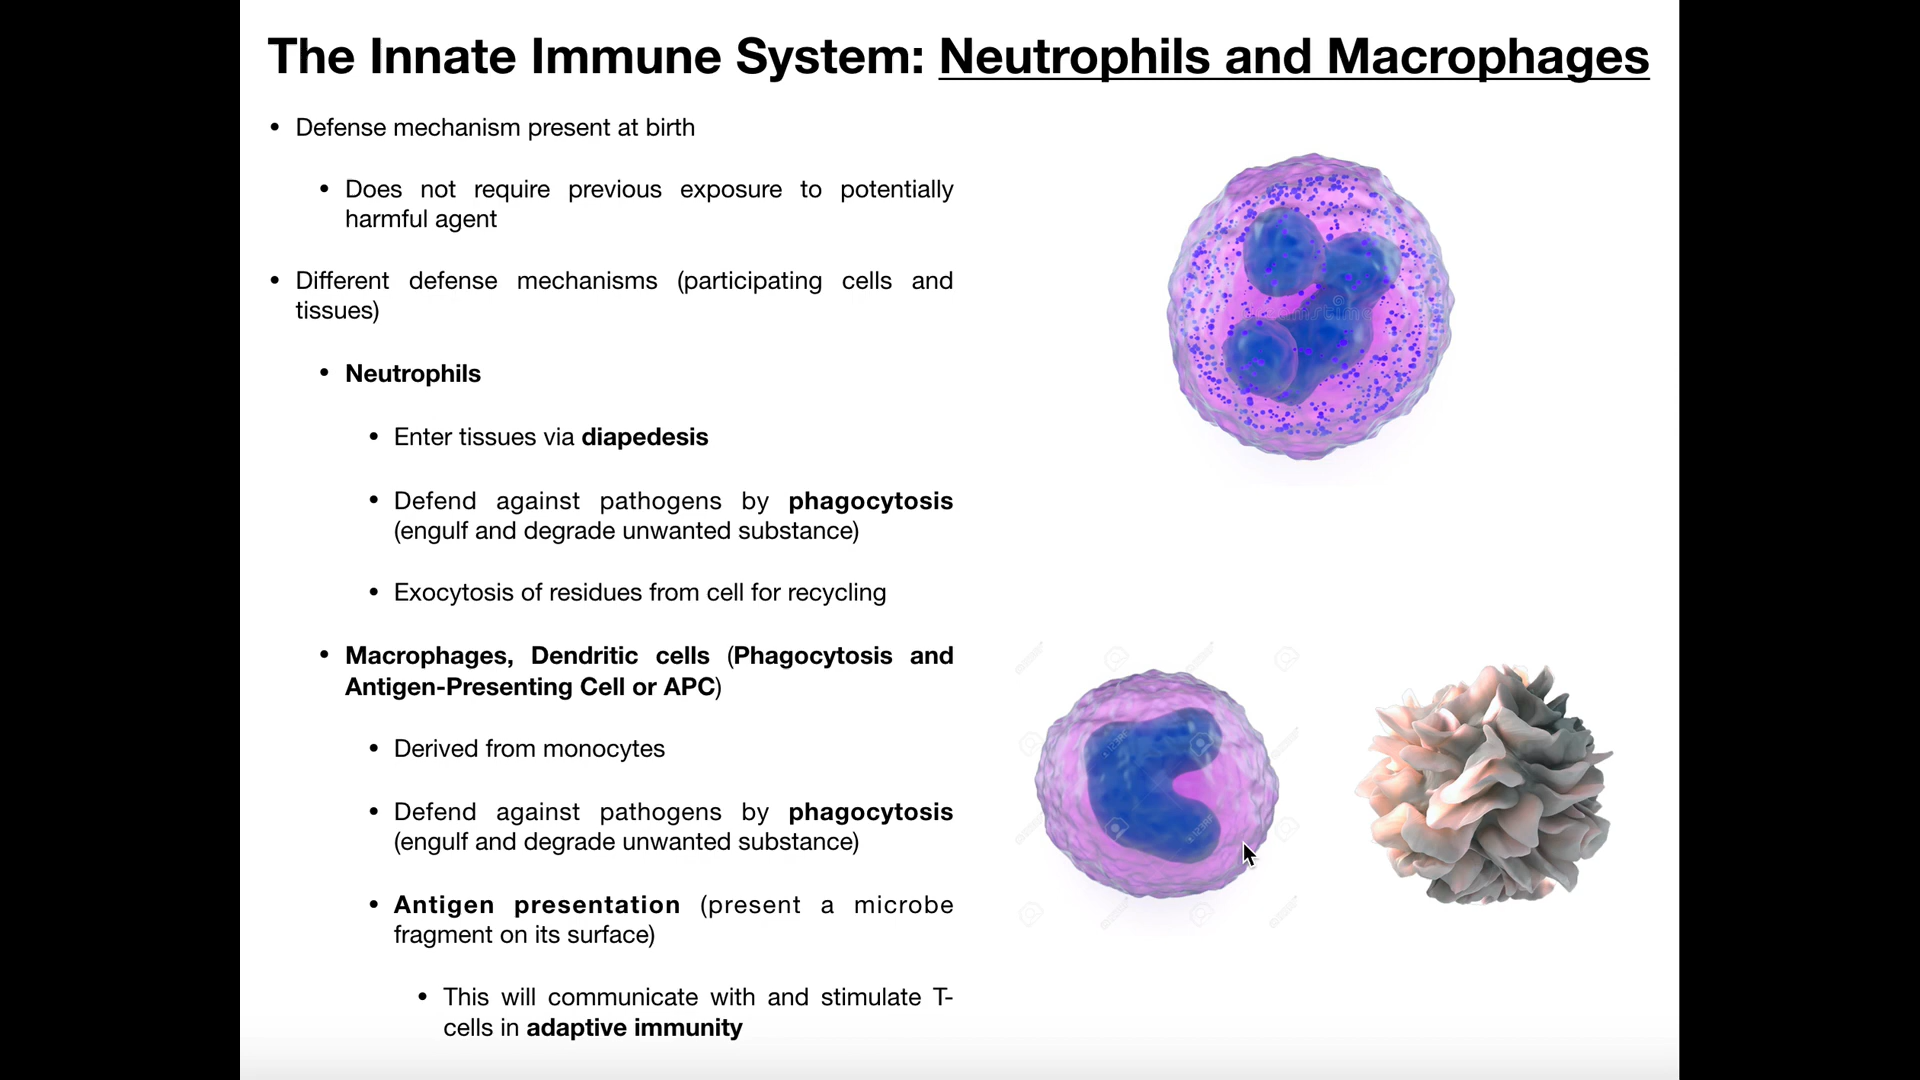 The Innate Immune System: Neutrophils and Macrophages
• Defense mechanism present at birth
• Does not require previous exposure to potentially
harmful agent
• Different defense mechanisms (participating cells and
tissues)
• Neutrophils
• Enter tissues via diapedesis
• Defend against pathogens by phagocytosis
(engulf and degrade unwanted substance)
• Exocytosis of residues from cell for recycling
• Macrophages, Dendritic cells (Phagocytosis and
Antigen-Presenting Cell or APC)
• Derived from monocytes
• Defend against pathogens by phagocytosis
(engulf and degrade unwanted substance)
• Antigen presentation (present a microbe
fragment on its surface)
• This will communicate with and stimulate T-
cells in adaptive immunity